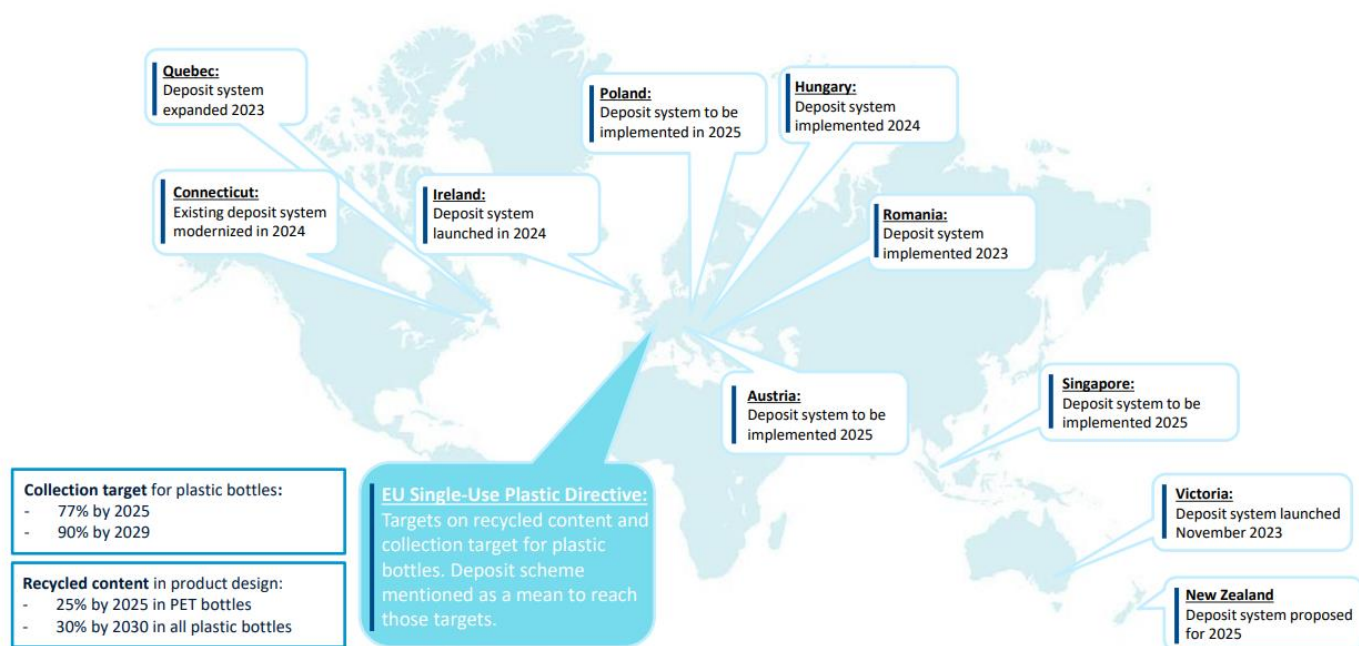 Quebec:
Deposit system
expanded 2023
Poland:
Deposit system to be
implemented in 2025
Hungary:
Deposit system
implemented 2024
Connecticut:
Existing deposit system
modernized in 2024
Ireland:
Deposit system
launched in 2024
Romania:
Deposit system
implemented 2023
Austria:
Deposit system to be
implemented 2025
Singapore:
Deposit system to be
implemented 2025
Collection target for plastic bottles:
- 77% by 2025
- 90% by 2029
Recycled content in product design:
- 25% by 2025 in PET bottles
- 30% by 2030 in all plastic bottles
EU Single-Use Plastic Directive:
Targets on recycled content and
collection target for plastic
bottles. Deposit scheme
mentioned as a mean to reach
those targets.
Victoria:
Deposit system launched
November 2023
New Zealand
Deposit system proposed
for 2025